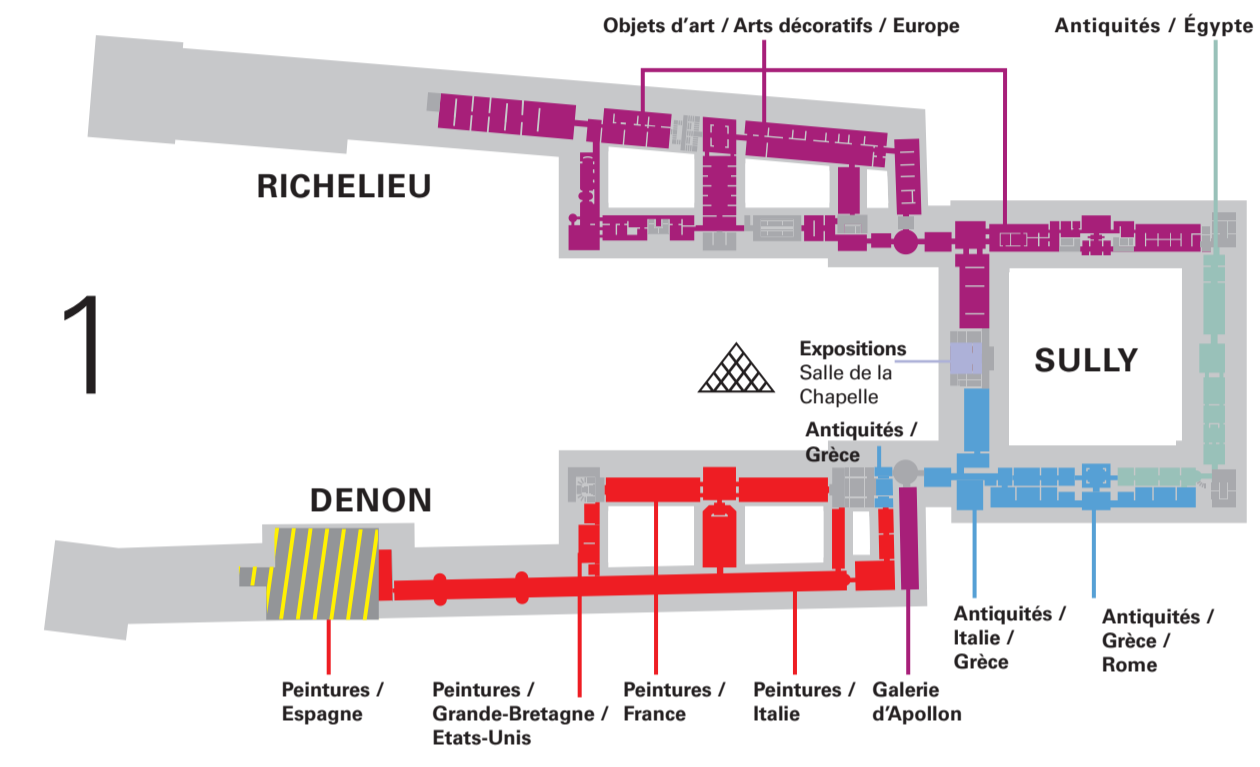 Objets d’art / Arts décoratifs / Europe
Antiquités / Égypte
RICHELIEU
1
Expositions
Salle de la
Chapelle
SULLY
Antiquités /
Grèce
DENON
Antiquités /
Italie /
Grèce
Antiquités /
Grèce /
Rome
Peintures /
Espagne
Peintures /
Grande-Bretagne /
Etats-Unis
Peintures /
France
Peintures /
Italie
Galerie
d’Apollon